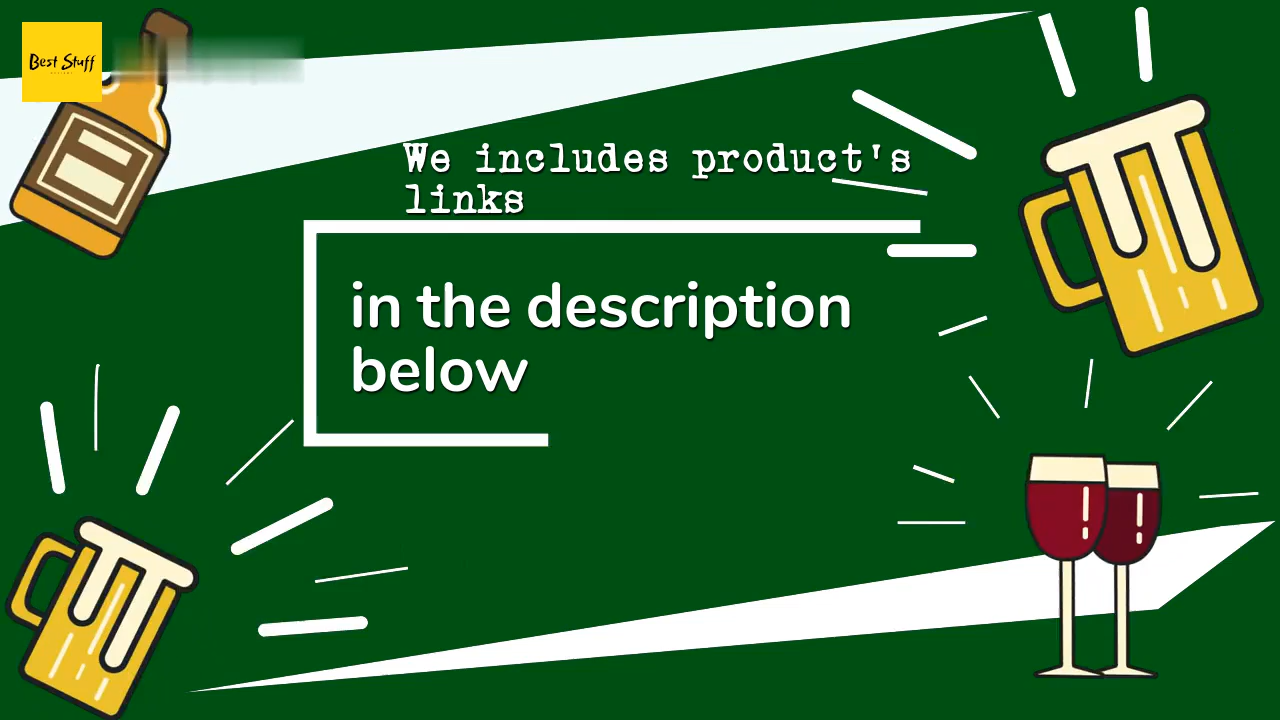 Best Stuff
We includes product's
links
in the description
below